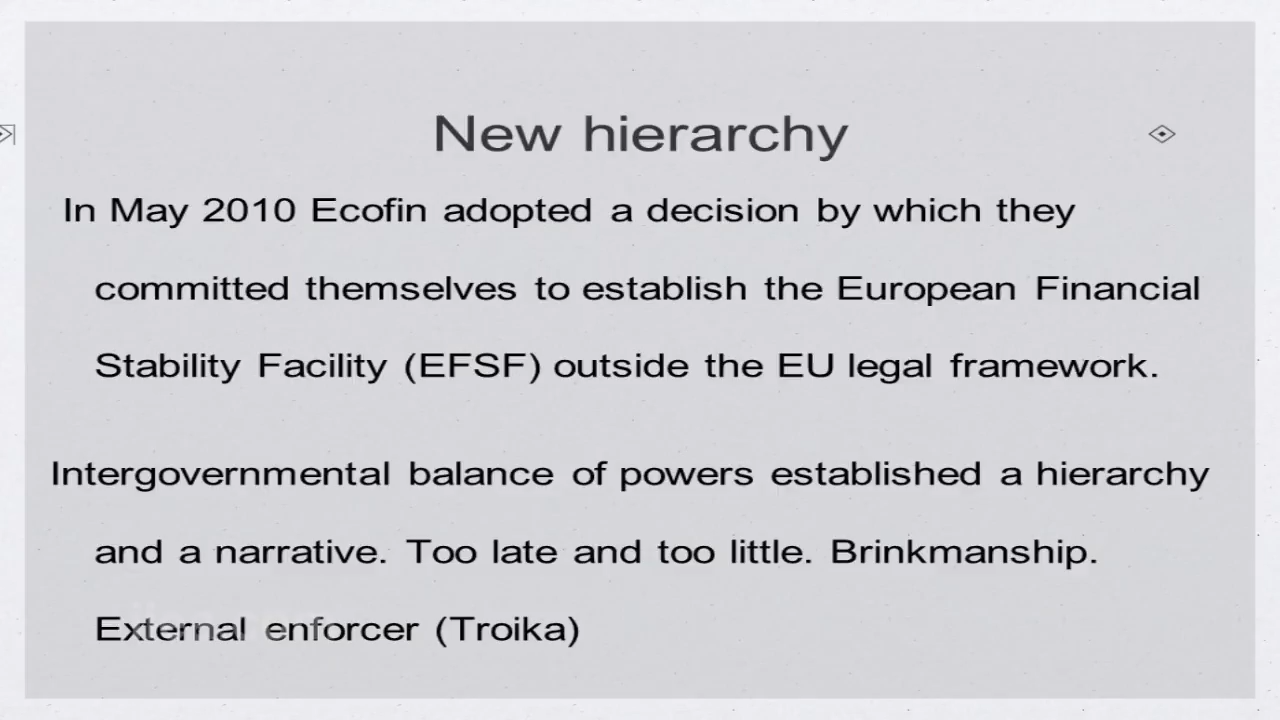 New hierarchy
In May 2010 Ecofin adopted a decision by which they
committed themselves to establish the European Financial
Stability Facility (EFSF) outside the EU legal framework.
Intergovernmental balance of powers established a hierarchy
and a narrative. Too late and too little. Brinkmanship.
External enforcer (Troika)